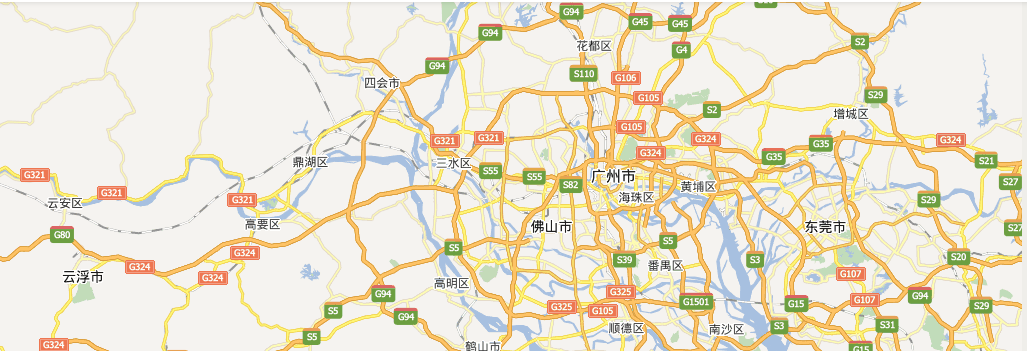 G94
G45
G45
G94
花都区
G4
S2
G94
S110
G106
四会市
G105
S29
S2
增城区
G105
G321
G321
G324
G324
G35
G324
G35
鼎湖区
三水区
S55
S55
S82
广州市
黄埔区
S21
G321
G321
G321
海珠区
S29
G27
云安区
高要区
佛山市
东莞市
S27
G80
G324
S5
S5
S39
S3
S20
云浮市
G324
G324
番禺区
G107
高明区
G94
G325
G325
G1501
G15
G107
G94
S29
S5
G94
G105
顺德区
南沙区
S3
S31
S5
G324
鹤山市
G15